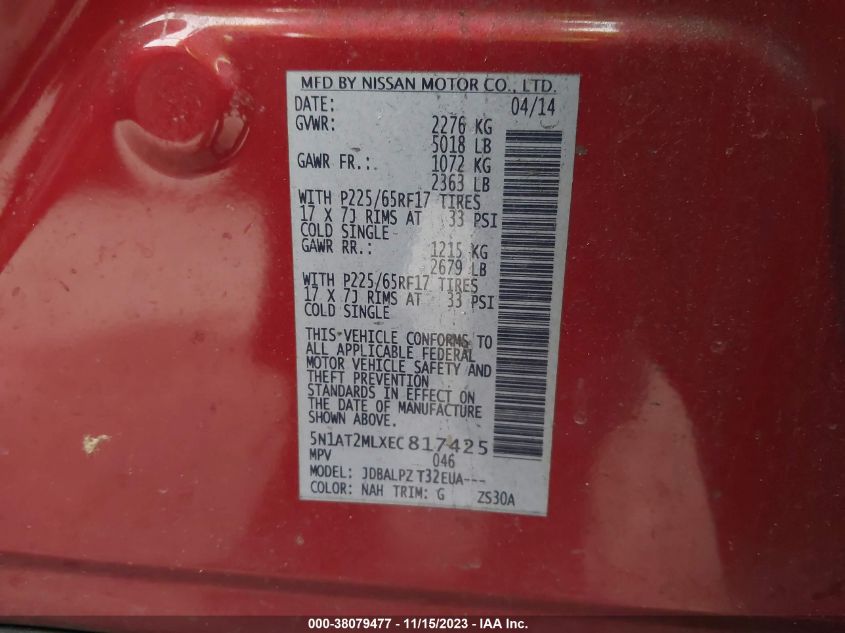 MFD BY NISSAN MOTOR CO., LTD.
DATE: 04/14
GVWR: 2276 KG
5018 LB
GAWR FR.: 1072 KG
2363 LB
WITH P225/65RF17 TIRES
17 X 7J RIMS AT 33 PSI
COLD SINGLE
GAWR RR.: 1215 KG
2679 LB
WITH P225/65RF17 TIRES
17 X 7J RIMS AT 33 PSI
COLD SINGLE
THIS VEHICLE CONFORMS TO
ALL APPLICABLE FEDERAL
MOTOR VEHICLE SAFETY AND
THEFT PREVENTION
STANDARDS IN EFFECT ON
THE DATE OF MANUFACTURE
SHOWN ABOVE.
5N1AT2MLXEC817425
MPV 046
MODEL: JDBALPZ T32EUA---
COLOR: NAH TRIM: G ZS30A
000-38079477 - 11/15/2023 - IAA Inc.